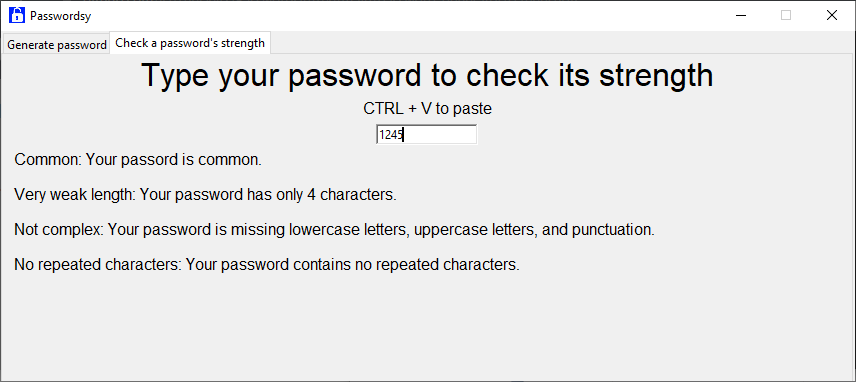 Passwordsy
Generate password
Check a password's strength
Type your password to check its strength
CTRL + V to paste
1245
Common: Your passord is common.
Very weak length: Your password has only 4 characters.
Not complex: Your password is missing lowercase letters, uppercase letters, and punctuation.
No repeated characters: Your password contains no repeated characters.